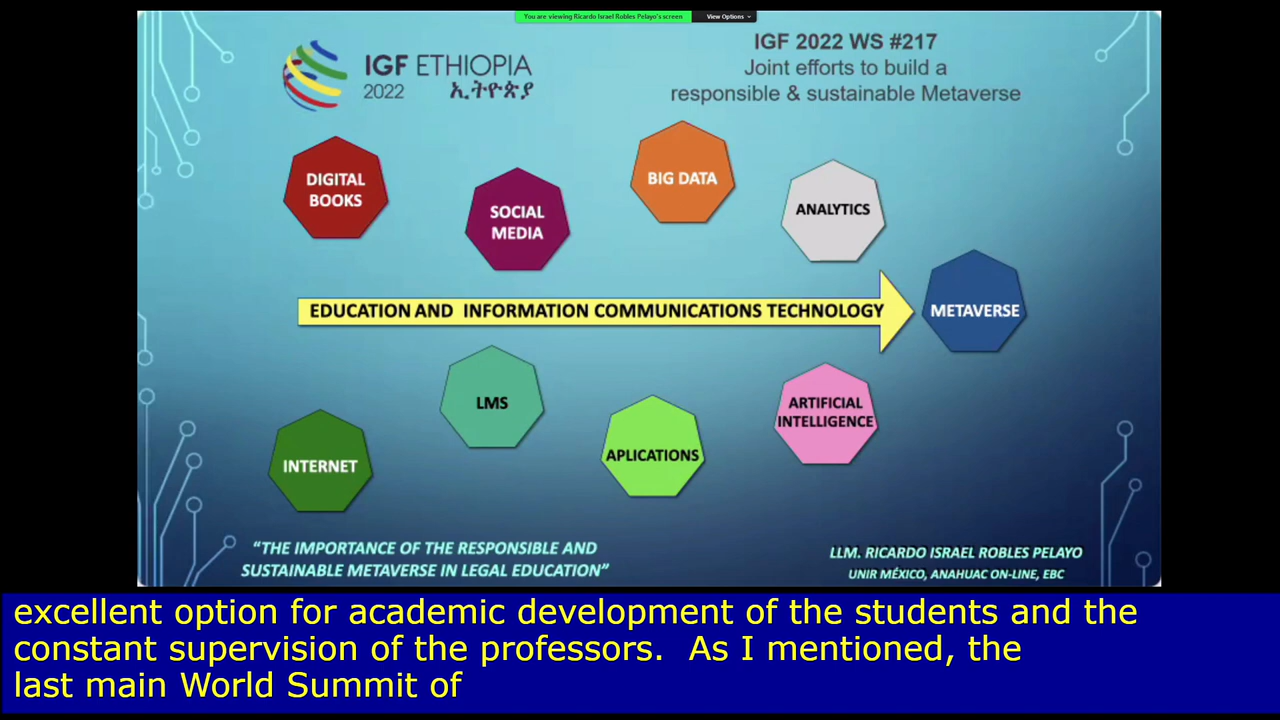 You are viewing Ricardo Israel Robles Pelayo's screen
View Options
IGF ETHIOPIA
2022 ኢትዮጵያ
IGF 2022 WS #217
Joint efforts to build a
responsible & sustainable Metaverse
DIGITAL
BOOKS
SOCIAL
MEDIA
BIG DATA
ANALYTICS
EDUCATION AND INFORMATION COMMUNICATIONS TECHNOLOGY
METAVERSE
INTERNET
LMS
APLICATIONS
ARTIFICIAL
INTELLIGENCE
“THE IMPORTANCE OF THE RESPONSIBLE AND
SUSTAINABLE METAVERSE IN LEGAL EDUCATION”
LLM. RICARDO ISRAEL ROBLES PELAYO
UNIR MÉXICO, ANAHUAC ON-LINE, EBC
excellent option for academic development of the students and the
constant supervision of the professors. As I mentioned, the
last main World Summit of